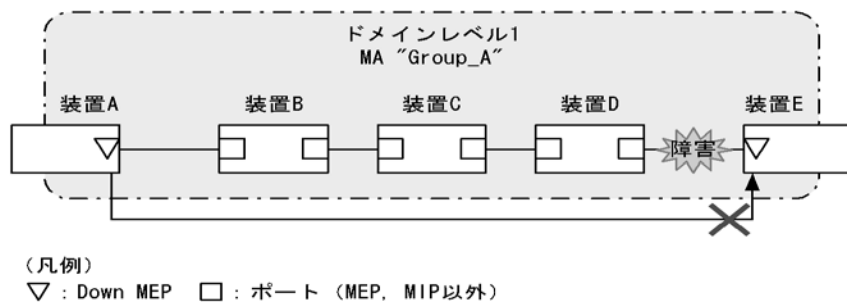 ドメインレベル1
MA "Group_A"
装置A 装置B 装置C 装置D 装置E
障害
(凡例)
▽ : Down MEP □ : ポート (MEP, MIP以外)